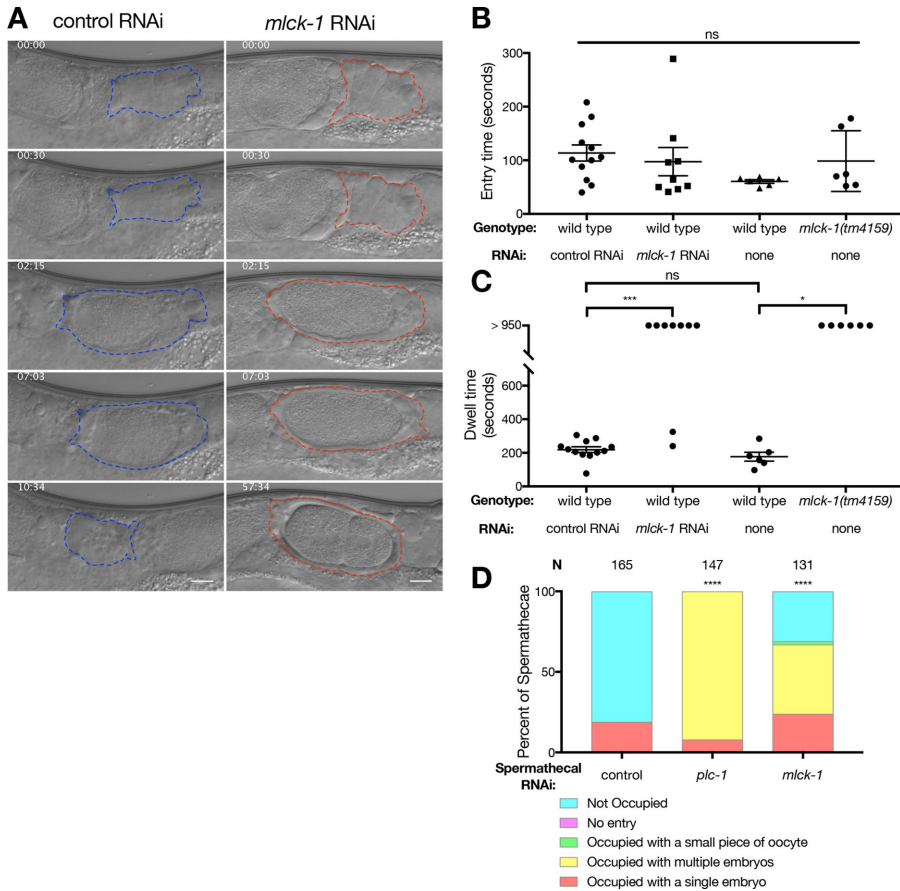 A
control RNAi
mlck-1 RNAi
00:00
00:00
00:30
00:30
02:15
02:15
07:03
07:03
10:34
57:34
B
ns
Entry time (seconds)
300
200
100
0
Genotype:
wild type
wild type
wild type
mlck-1(tm4159)
RNAi:
control RNAi
mlck-1 RNAi
none
none
C
ns
***
*
Dwell time
(seconds)
> 950
600
400
200
0
Genotype:
wild type
wild type
wild type
mlck-1(tm4159)
RNAi:
control RNAi
mlck-1 RNAi
none
none
D
N
165
147
131
****
****
Percent of Spermathecae
100
50
0
Spermathecal
RNAi:
control
plc-1
mlck-1
Not Occupied
No entry
Occupied with a small piece of oocyte
Occupied with multiple embryos
Occupied with a single embryo